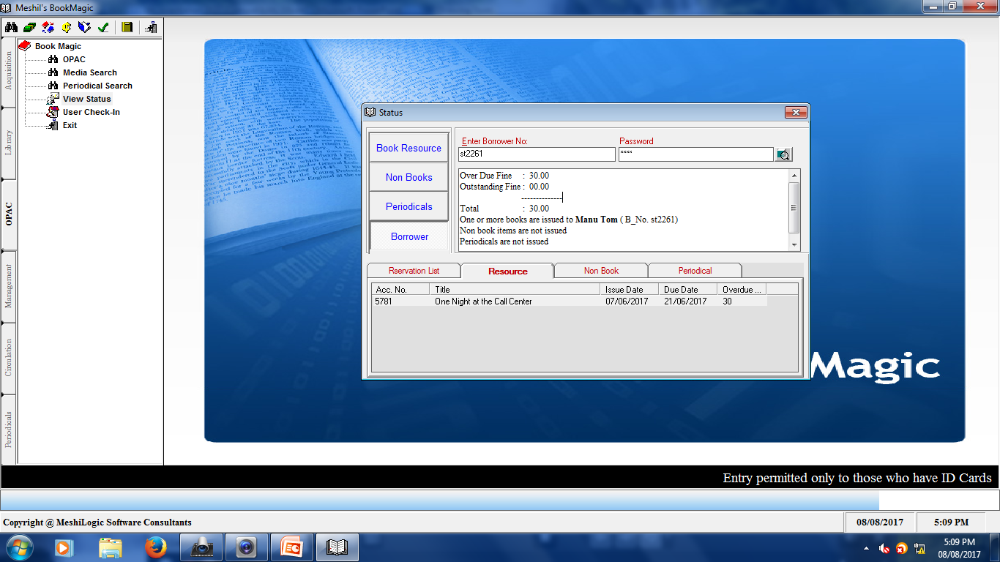 Meshil's BookMagic
Book Magic
OPAC
Media Search
Periodical Search
View Status
User Check-In
Exit
Acquisition
Library
OPAC
Management
Circulation
Periodicals
Status
Book Resource
Non Books
Periodicals
Borrower
Enter Borrower No: Password
st2261 ****
Over Due Fine : 30.00
Outstanding Fine : 00.00
--------------
Total : 30.00
One or more books are issued to Manu Tom ( B_No. st2261)
Non book items are not issued
Periodicals are not issued
Rservation List Resource Non Book Periodical
Acc. No. Title Issue Date Due Date Overdue ...
5781 One Night at the Call Center 07/06/2017 21/06/2017 30
Magic
Entry permitted only to those who have ID Cards
Copyright @ MeshiLogic Software Consultants 08/08/2017 5:09 PM
5:09 PM
08/08/2017